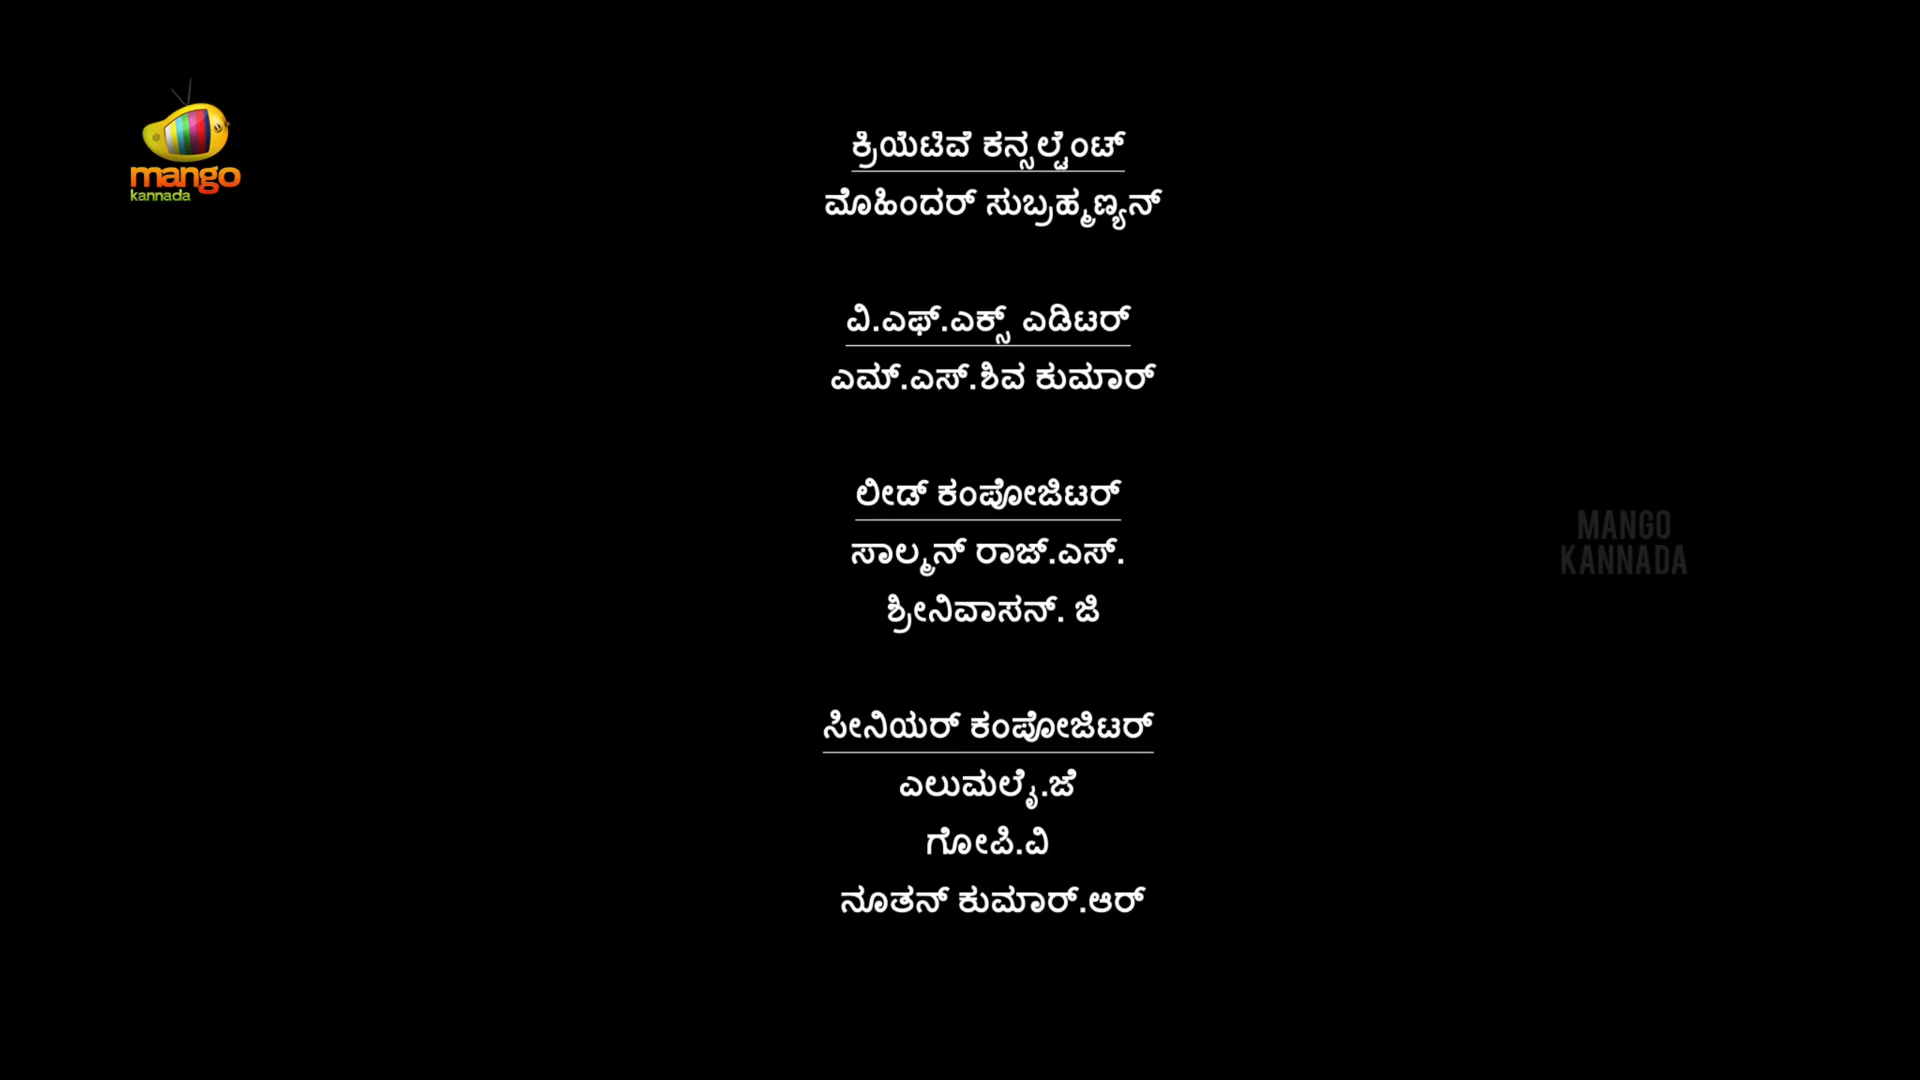 mango
kannada
ಕ್ರಿಯೆಟಿವೆ ಕನ್ಸಲ್ಟೆಂಟ್
ಮೊಹಿಂದರ್ ಸುಬ್ರಹ್ಮಣ್ಯನ್
ವಿ.ಎಫ್.ಎಕ್ಸ್ ಎಡಿಟರ್
ಎಮ್.ಎಸ್.ಶಿವ ಕುಮಾರ್
ಲೀಡ್ ಕಂಪೋಜಿಟರ್
ಸಾಲ್ಮನ್ ರಾಜ್.ಎಸ್.
ಶ್ರೀನಿವಾಸನ್. ಜಿ
MANGO
KANNADA
ಸೀನಿಯರ್ ಕಂಪೋಜಿಟರ್
ಎಲುಮಲೈ.ಜೆ
ಗೋಪಿ.ವಿ
ನೂತನ್ ಕುಮಾರ್.ಆರ್